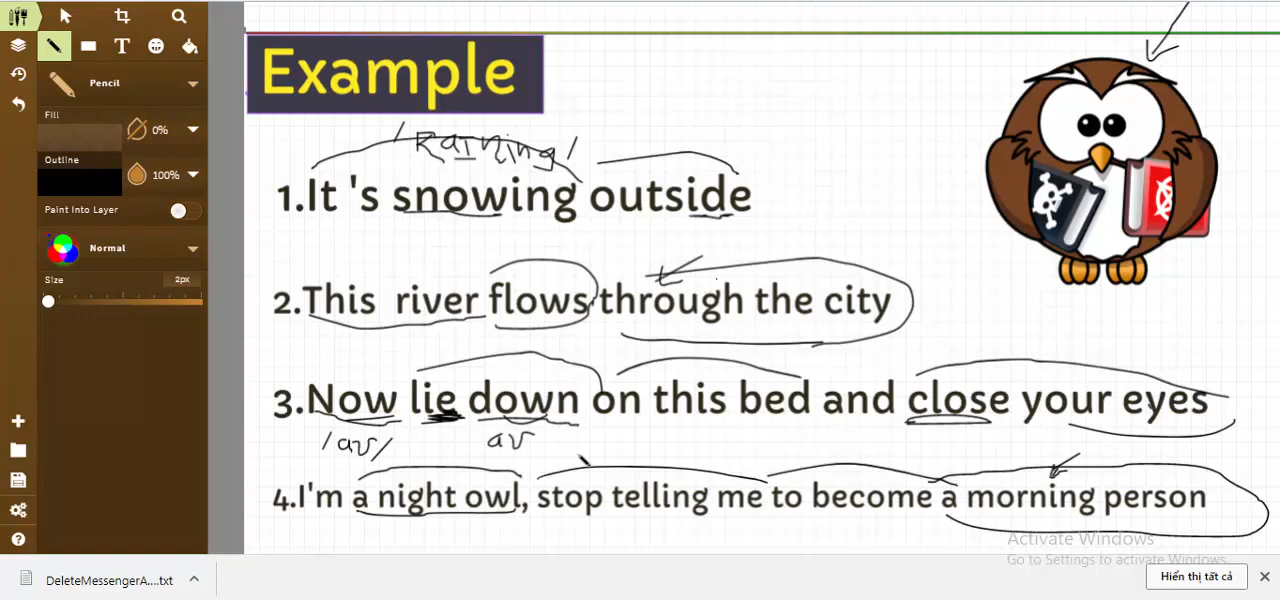 Pencil
Fill
0%
Outline
100%
Paint Into Layer
Normal
Size
2px
Example
/Raining/
1.It 's snowing outside
2.This river flows through the city
3.Now lie down on this bed and close your eyes
/aʊ/
aʊ
4.I'm a night owl, stop telling me to become a morning person
Activate Windows
Go to Settings to activate Windows.
DeleteMessengerA....txt
Hiển thị tất cả